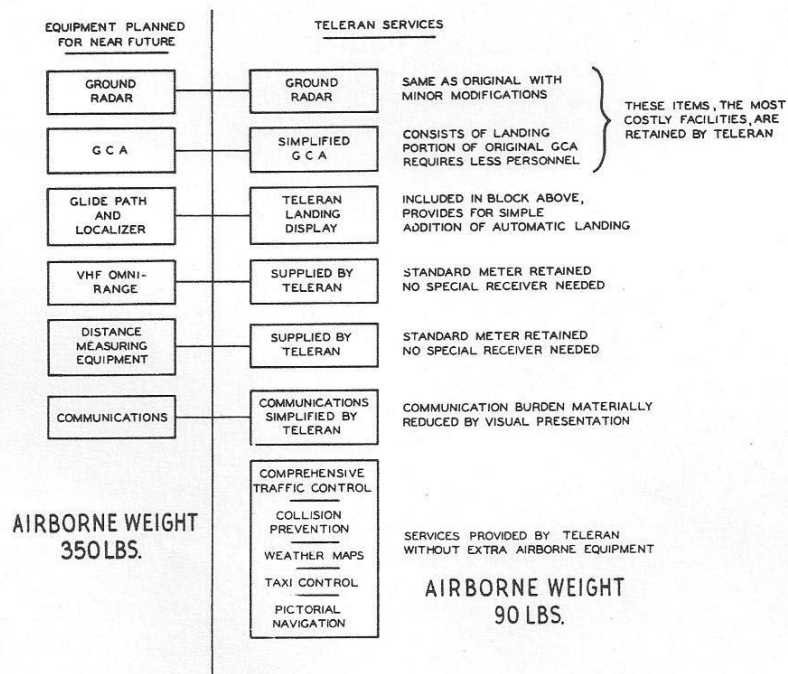 EQUIPMENT PLANNED
FOR NEAR FUTURE
TELERAN SERVICES
GROUND
RADAR
GROUND
RADAR
SAME AS ORIGINAL WITH
MINOR MODIFICATIONS
THESE ITEMS, THE MOST
COSTLY FACILITIES, ARE
RETAINED BY TELERAN
G C A
SIMPLIFIED
G C A
CONSISTS OF LANDING
PORTION OF ORIGINAL GCA
REQUIRES LESS PERSONNEL
GLIDE PATH
AND
LOCALIZER
TELERAN
LANDING
DISPLAY
INCLUDED IN BLOCK ABOVE,
PROVIDES FOR SIMPLE
ADDITION OF AUTOMATIC LANDING
VHF OMNI-
RANGE
SUPPLIED BY
TELERAN
STANDARD METER RETAINED
NO SPECIAL RECEIVER NEEDED
DISTANCE
MEASURING
EQUIPMENT
SUPPLIED BY
TELERAN
STANDARD METER RETAINED
NO SPECIAL RECEIVER NEEDED
COMMUNICATIONS
COMMUNICATIONS
SIMPLIFIED BY
TELERAN
COMMUNICATION BURDEN MATERIALLY
REDUCED BY VISUAL PRESENTATION
AIRBORNE WEIGHT
350 LBS.
COMPREHENSIVE
TRAFFIC CONTROL
COLLISION
PREVENTION
WEATHER MAPS
TAXI CONTROL
PICTORIAL
NAVIGATION
SERVICES PROVIDED BY TELERAN
WITHOUT EXTRA AIRBORNE EQUIPMENT
AIRBORNE WEIGHT
90 LBS.